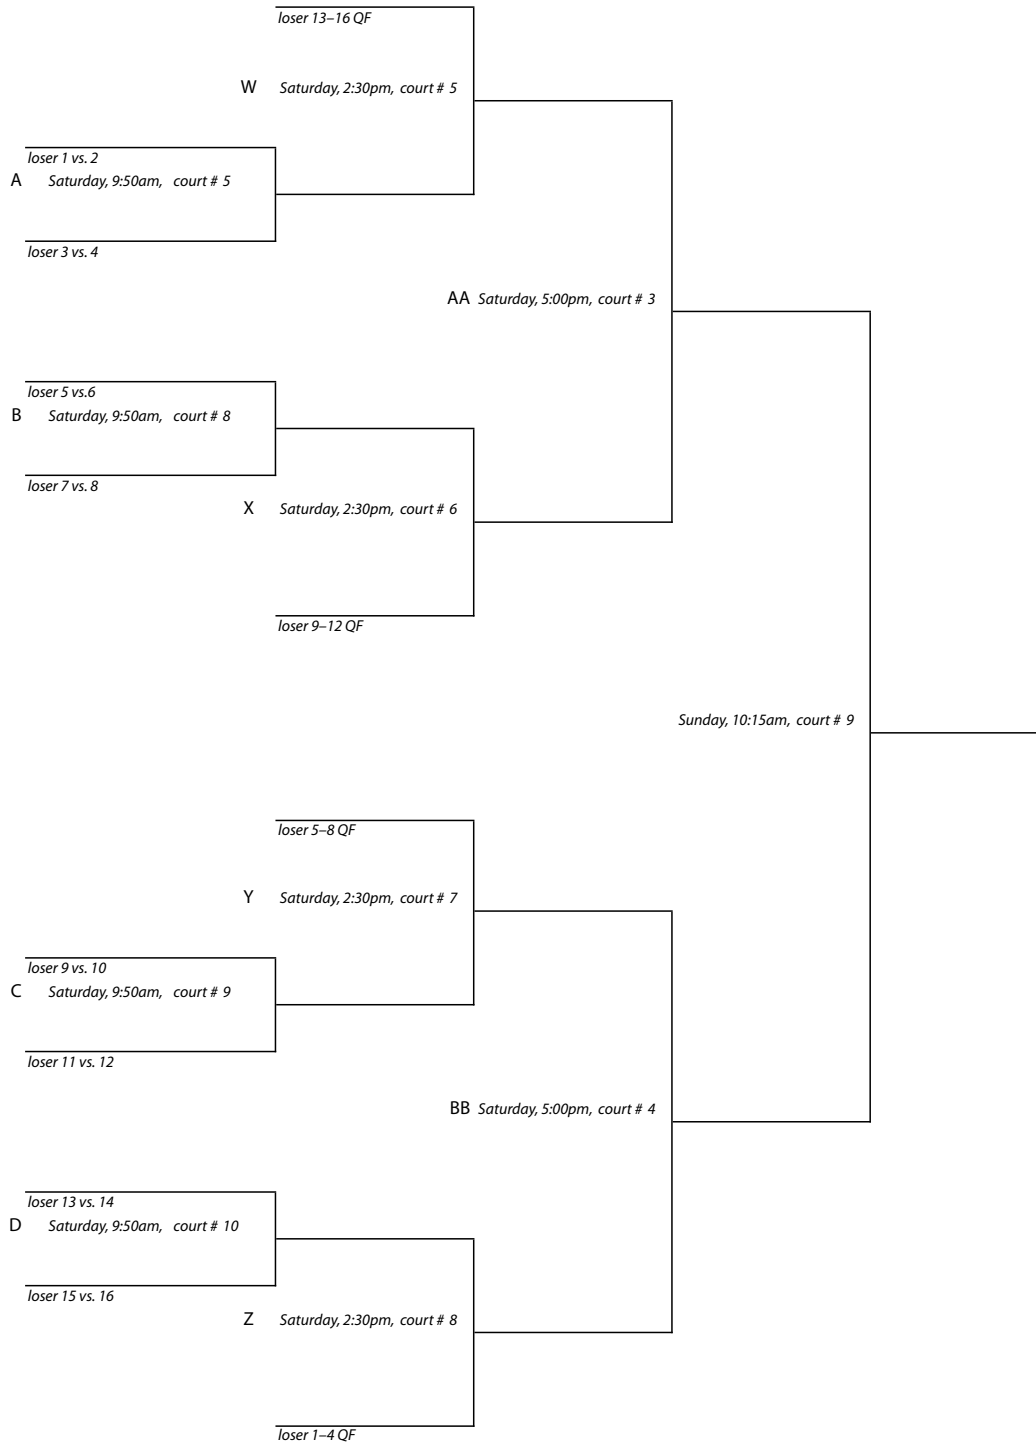 loser 13–16 QF
W Saturday, 2:30pm, court # 5
loser 1 vs. 2
A Saturday, 9:50am, court # 5
loser 3 vs. 4
AA Saturday, 5:00pm, court # 3
loser 5 vs.6
B Saturday, 9:50am, court # 8
loser 7 vs. 8
X Saturday, 2:30pm, court # 6
loser 9–12 QF
Sunday, 10:15am, court # 9
loser 5–8 QF
Y Saturday, 2:30pm, court # 7
loser 9 vs. 10
C Saturday, 9:50am, court # 9
loser 11 vs. 12
BB Saturday, 5:00pm, court # 4
loser 13 vs. 14
D Saturday, 9:50am, court # 10
loser 15 vs. 16
Z Saturday, 2:30pm, court # 8
loser 1–4 QF